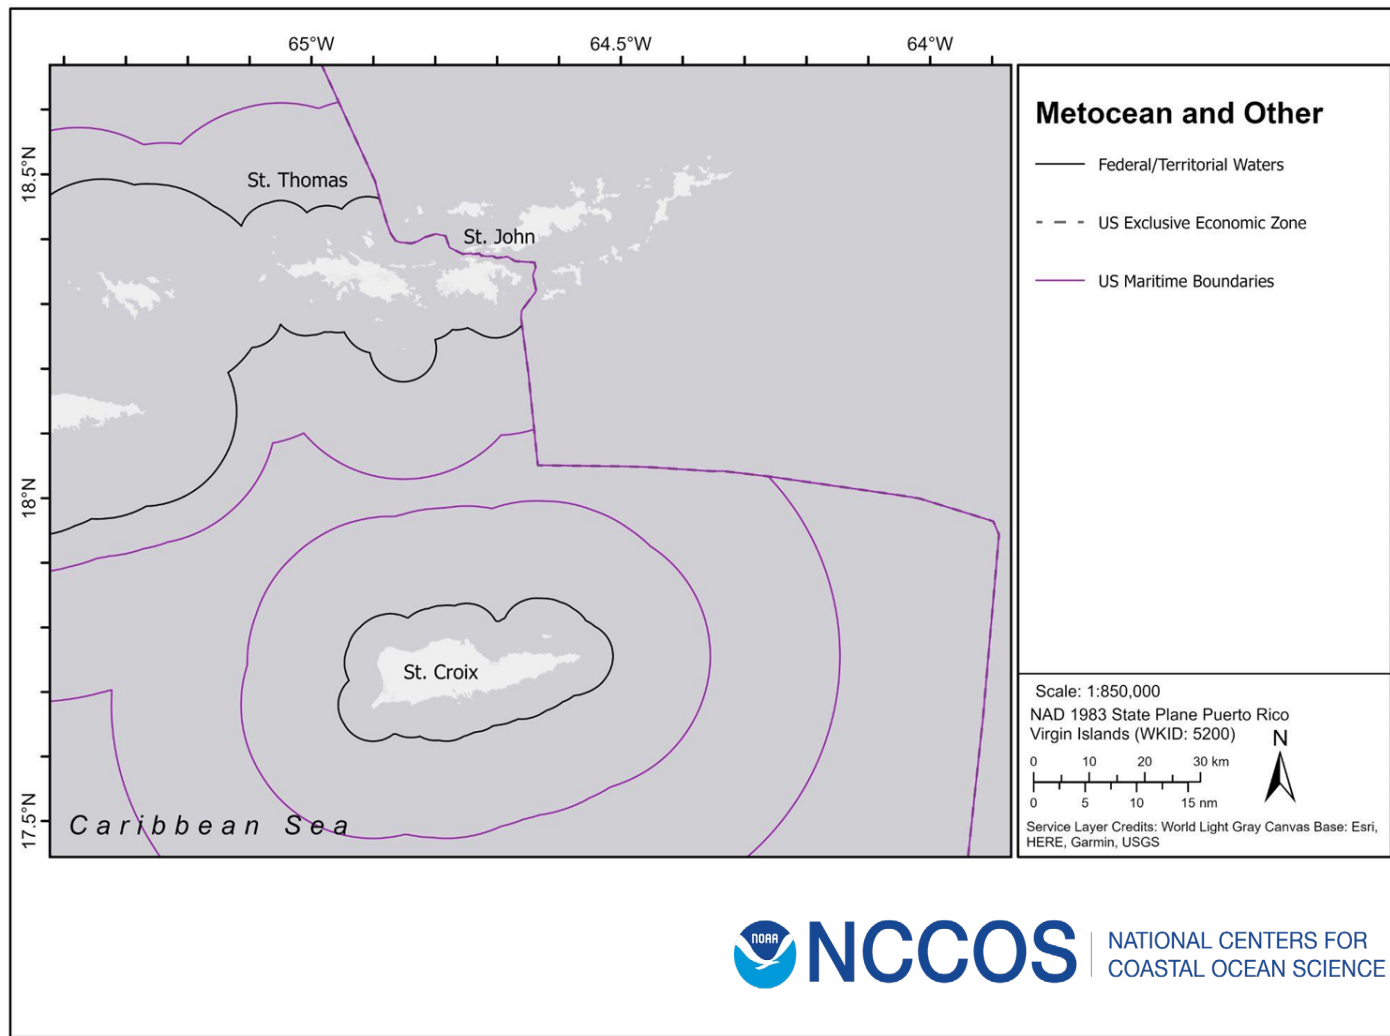 65°W 64.5°W 64°W
18.5°N
18°N
17.5°N
St. Thomas
St. John
St. Croix
Caribbean Sea
Metocean and Other
Federal/Territorial Waters
US Exclusive Economic Zone
US Maritime Boundaries
Scale: 1:850,000
NAD 1983 State Plane Puerto Rico
Virgin Islands (WKID: 5200)
N
0 10 20 30 km
0 5 10 15 nm
Service Layer Credits: World Light Gray Canvas Base: Esri,
HERE, Garmin, USGS
NOAA
NCCOS
NATIONAL CENTERS FOR
COASTAL OCEAN SCIENCE